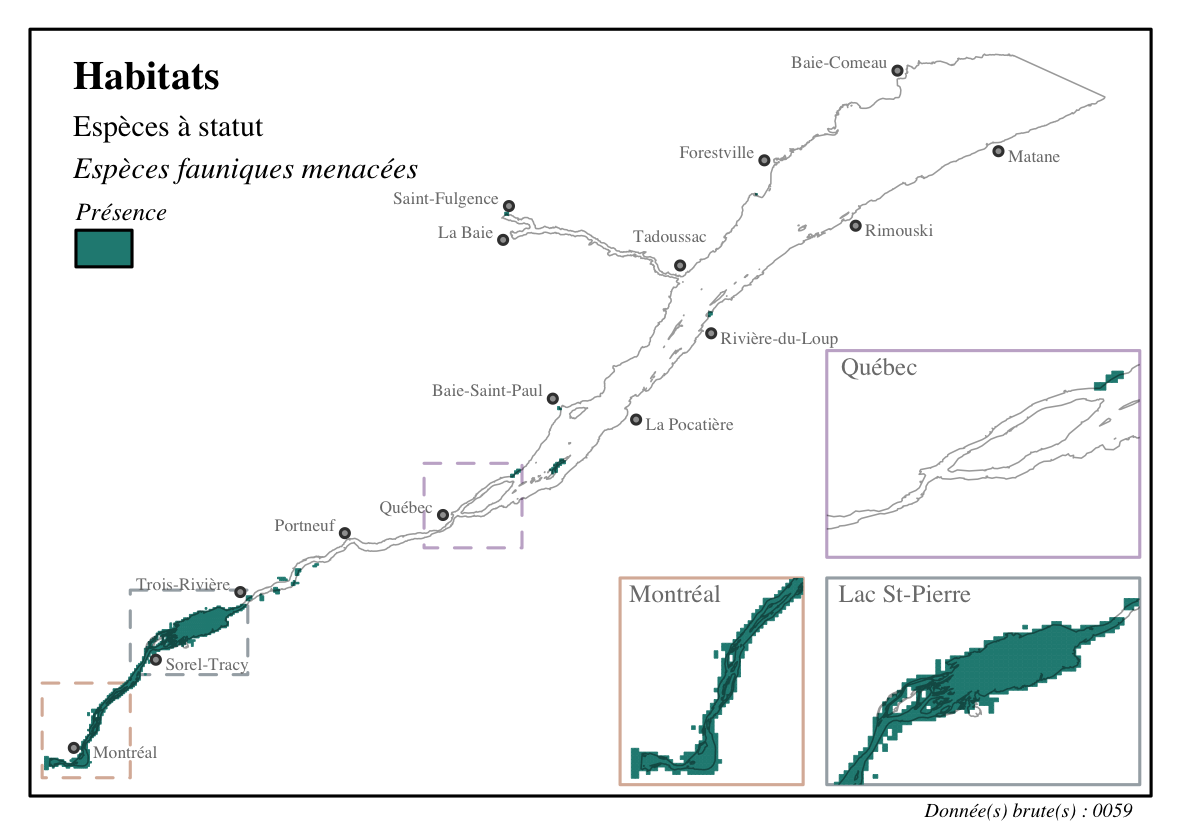 Habitats
Espèces à statut
Espèces fauniques menacées
Présence
Baie-Comeau
Forestville
Matane
Saint-Fulgence
La Baie
Tadoussac
Rimouski
Rivière-du-Loup
Baie-Saint-Paul
La Pocatière
Québec
Portneuf
Trois-Rivière
Sorel-Tracy
Montréal
Québec
Montréal
Lac St-Pierre
Donnée(s) brute(s) : 0059